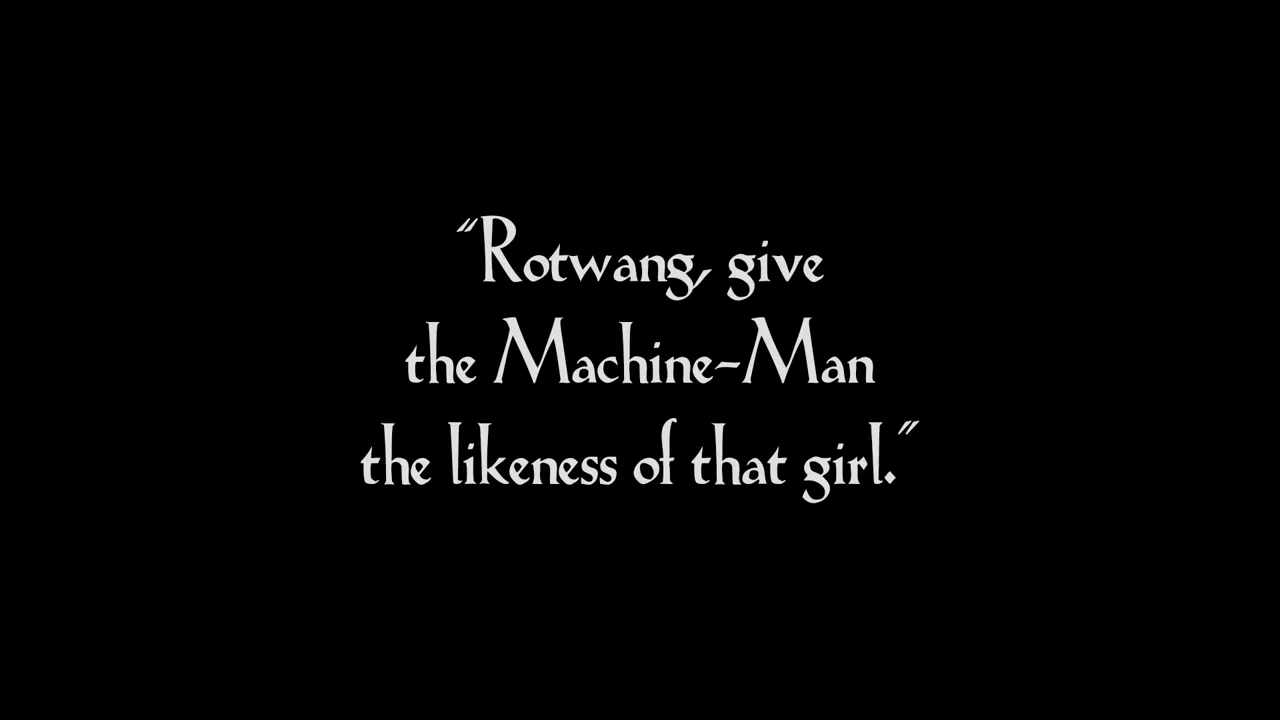 "Rotwang, give
the Machine-Man
the likeness of that girl."